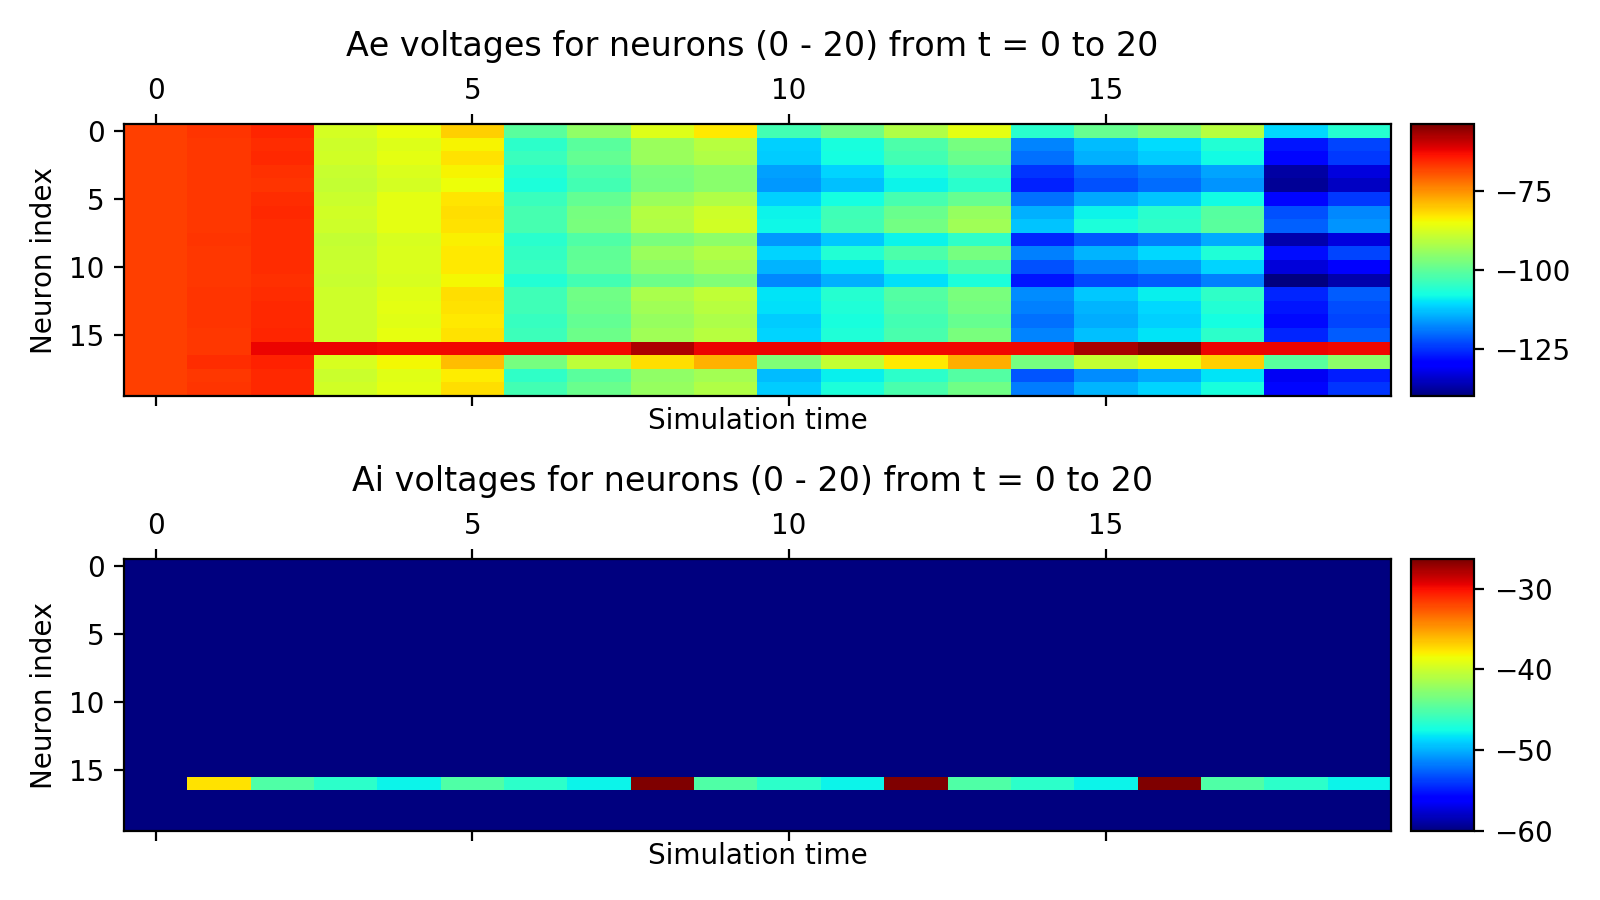 Ae voltages for neurons (0 - 20) from t = 0 to 20
0 5 10 15
Neuron index
0
5
10
15
Simulation time
−75
−100
−125
Ai voltages for neurons (0 - 20) from t = 0 to 20
0 5 10 15
Neuron index
0
5
10
15
Simulation time
−30
−40
−50
−60